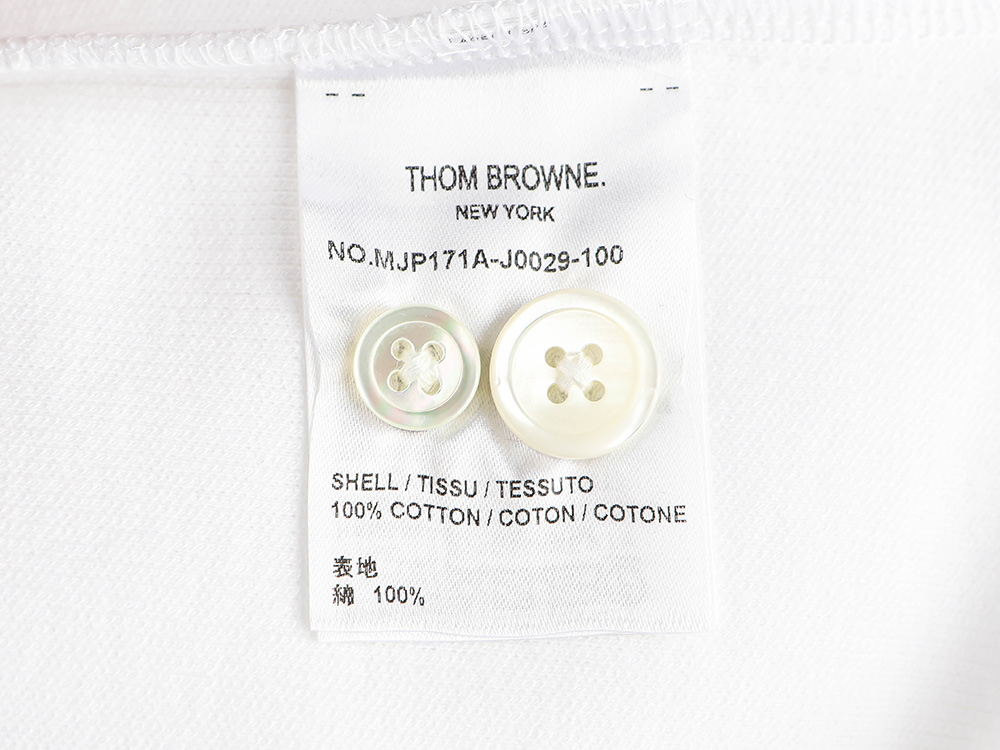 THOM BROWNE.
NEW YORK
NO.MJP171A-J0029-100
SHELL / TISSU / TESSUTO
100% COTTON / COTON / COTONE
表地
綿 100%